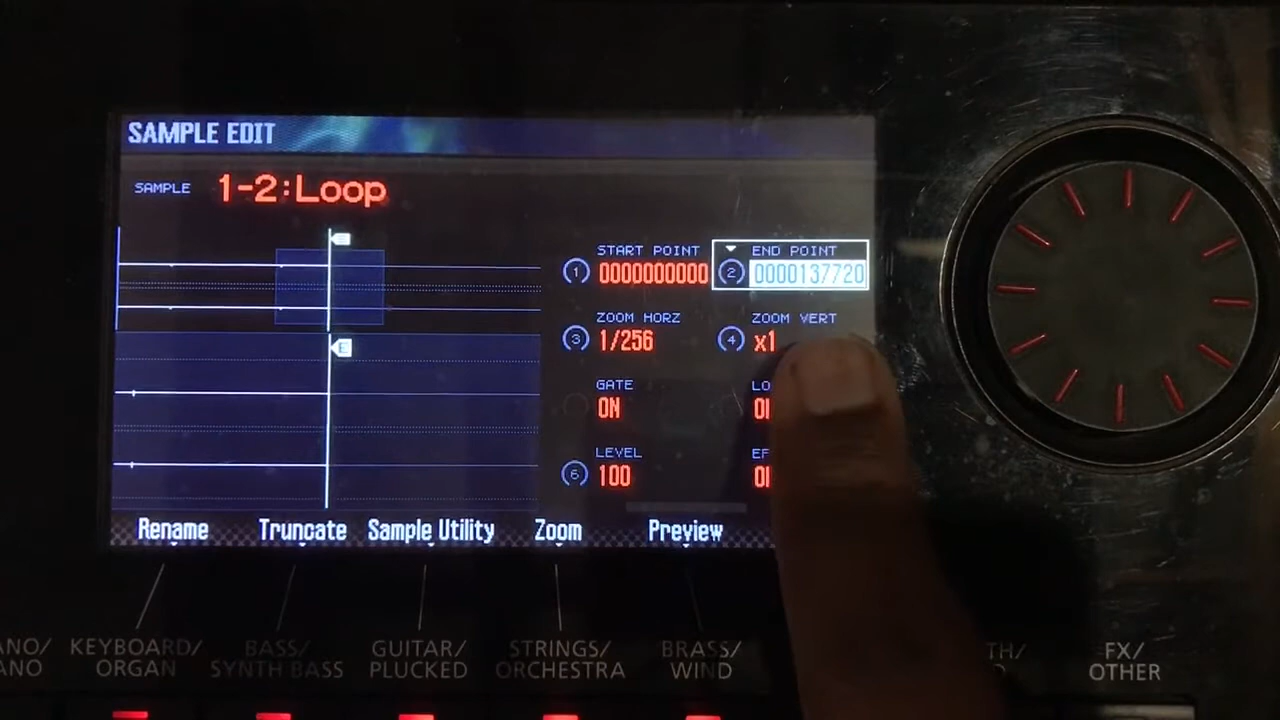 SAMPLE EDIT
SAMPLE 1-2:Loop
E
START POINT END POINT
1 0000000000 2 0000137720
ZOOM HORZ ZOOM VERT
3 1/256 4 x1
E
GATE
ON
LEVEL
6 100
Rename Truncate Sample Utility Zoom Preview
KEYBOARD/ BASS/ GUITAR/ STRINGS/ BRASS/ FX/
ORGAN SYNTH BASS PLUCKED ORCHESTRA WIND OTHER